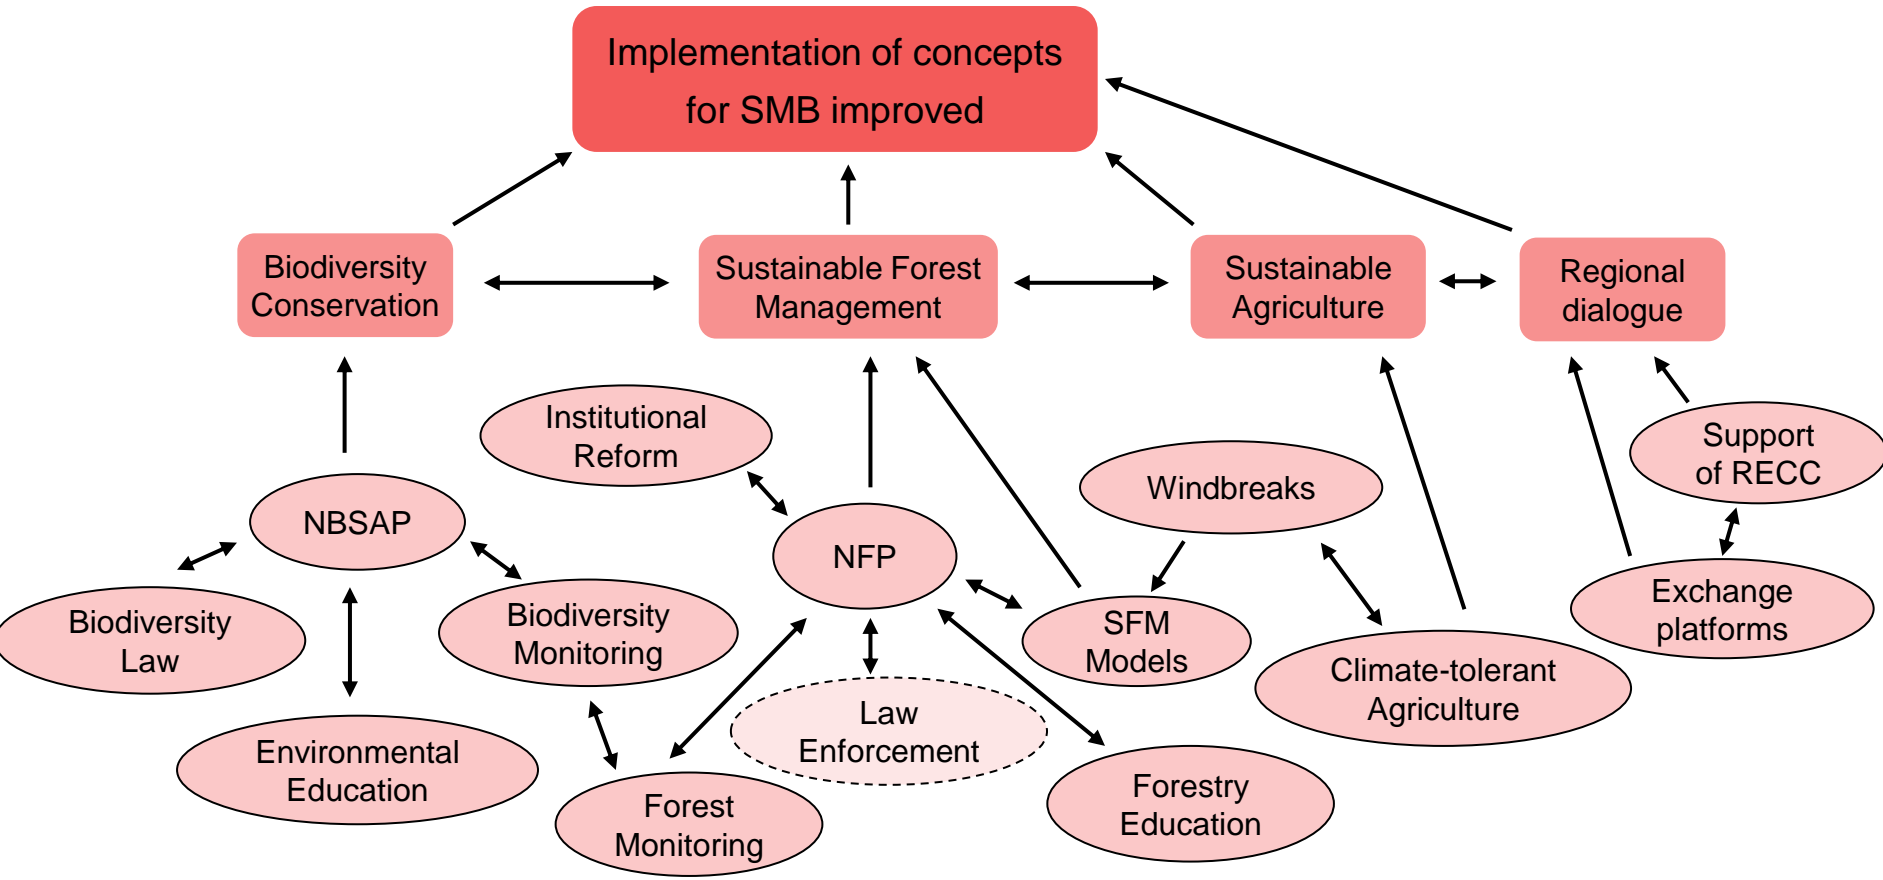 Implementation of concepts
for SMB improved
Biodiversity
Conservation
Sustainable Forest
Management
Sustainable
Agriculture
Regional
dialogue
Institutional
Reform
Support
of RECC
Windbreaks
NBSAP
NFP
Exchange
platforms
Biodiversity
Law
Biodiversity
Monitoring
SFM
Models
Climate-tolerant
Agriculture
Law
Enforcement
Environmental
Education
Forest
Monitoring
Forestry
Education